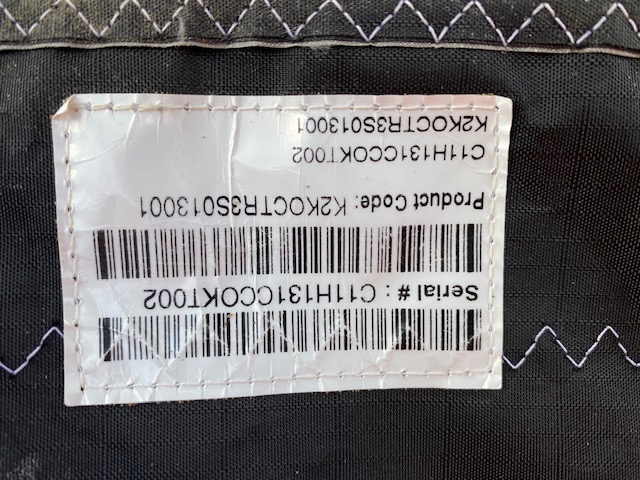 Serial # : C11H131CCOKT002
Product Code: K2KOCTR3S013001
C11H131CCOKT002
K2KOCTR3S013001